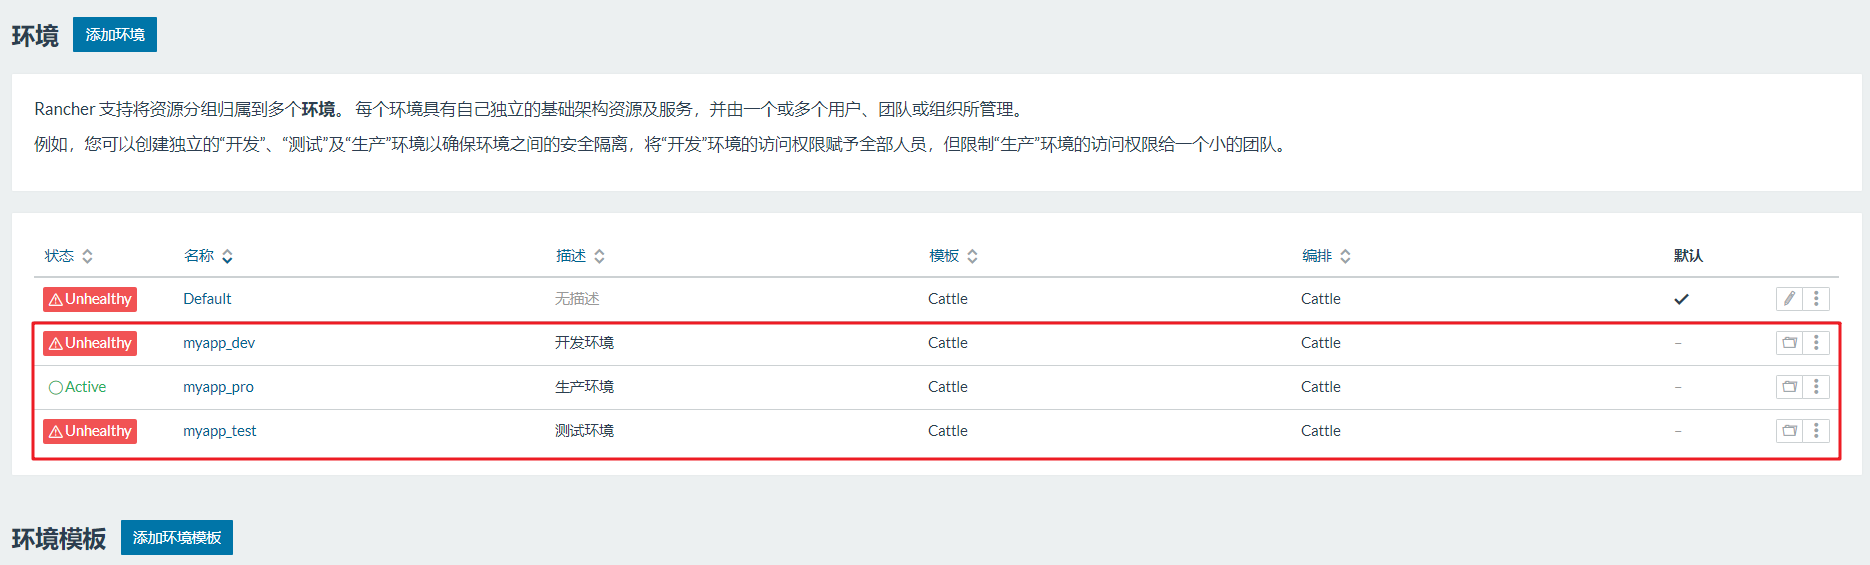 环境 添加环境
Rancher 支持将资源分组归属到多个环境。 每个环境具有自己独立的基础架构资源及服务，并由一个或多个用户、团队或组织所管理。
例如，您可以创建独立的“开发”、“测试”及“生产”环境以确保环境之间的安全隔离，将“开发”环境的访问权限赋予全部人员，但限制“生产”环境的访问权限给一个小的团队。
状态 名称 描述 模板 编排 默认
Unhealthy Default 无描述 Cattle Cattle
Unhealthy myapp_dev 开发环境 Cattle Cattle –
Active myapp_pro 生产环境 Cattle Cattle –
Unhealthy myapp_test 测试环境 Cattle Cattle –
环境模板 添加环境模板